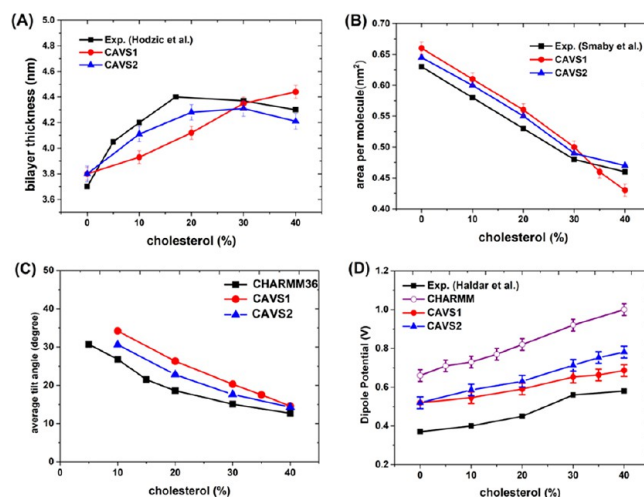 (A)
Exp. (Hodzic et al.)
CAVS1
CAVS2
bilayer thickness (nm)
5.0
4.8
4.6
4.4
4.2
4.0
3.8
3.6
0 10 20 30 40
cholesterol (%)
(B)
Exp. (Smaby et al.)
CAVS1
CAVS2
area per molecule(nm²)
0.70
0.65
0.60
0.55
0.50
0.45
0.40
0 10 20 30 40
cholesterol (%)
(C)
CHARMM36
CAVS1
CAVS2
average tilt angle (degree)
50
40
30
20
10
0
0 10 20 30 40
cholesterol (%)
(D)
Exp. (Haldar et al.)
CHARMM
CAVS1
CAVS2
Dipole Potential (V)
1.4
1.2
1.0
0.8
0.6
0.4
0.2
0 10 20 30 40
cholesterol (%)